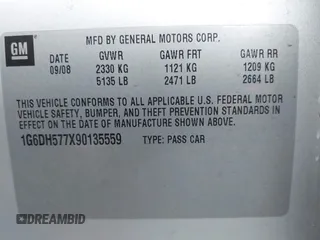 GM
MFD BY GENERAL MOTORS CORP.
DATE GVWR GAWR FRT GAWR RR
09/08 2330 KG 1121 KG 1209 KG
5135 LB 2471 LB 2664 LB
THIS VEHICLE CONFORMS TO ALL APPLICABLE U.S. FEDERAL MOTOR
VEHICLE SAFETY, BUMPER, AND THEFT PREVENTION STANDARDS
IN EFFECT ON THE DATE OF MANUFACTURE SHOWN ABOVE.
1G6DH577X90135559 TYPE: PASS CAR
DREAMBID